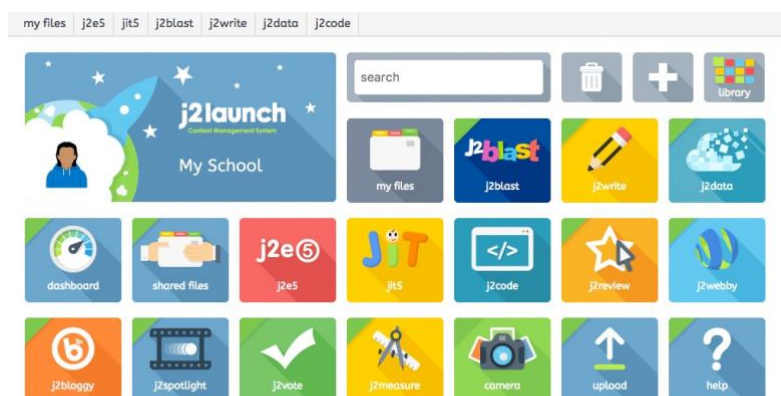 my files j2e5 jit5 j2blast j2write j2data j2code
j2launch
Content Management System
My School
search
library
my files
j2blast
j2blast
j2write
j2data
dashboard
shared files
j2e5
j2e5
JiT
jit5
</>
j2code
j2review
j2webby
b
j2bloggy
j2spotlight
j2vote
j2measure
camera
upload
?
help